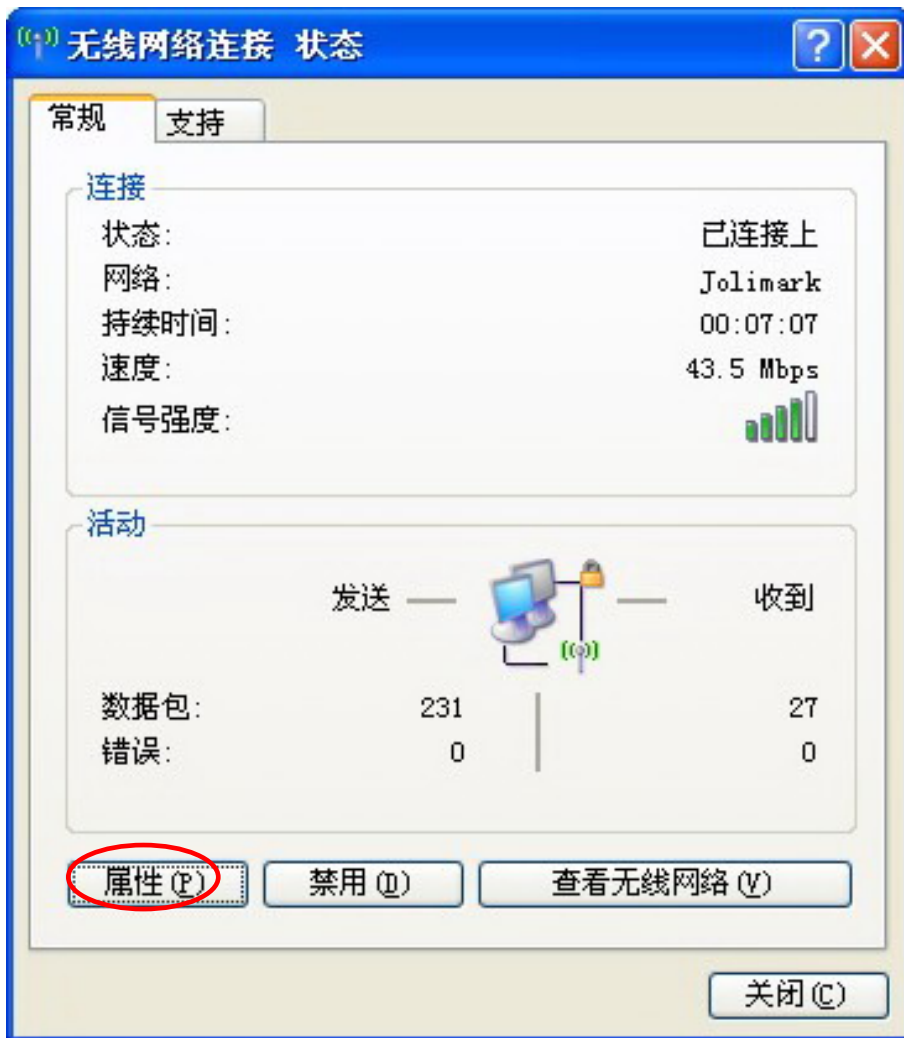 无线网络连接 状态
常规 支持
连接
状态: 已连接上
网络: Jolimark
持续时间: 00:07:07
速度: 43.5 Mbps
信号强度:
活动
发送 收到
数据包: 231 27
错误: 0 0
属性(P) 禁用(D) 查看无线网络(V)
关闭(C)